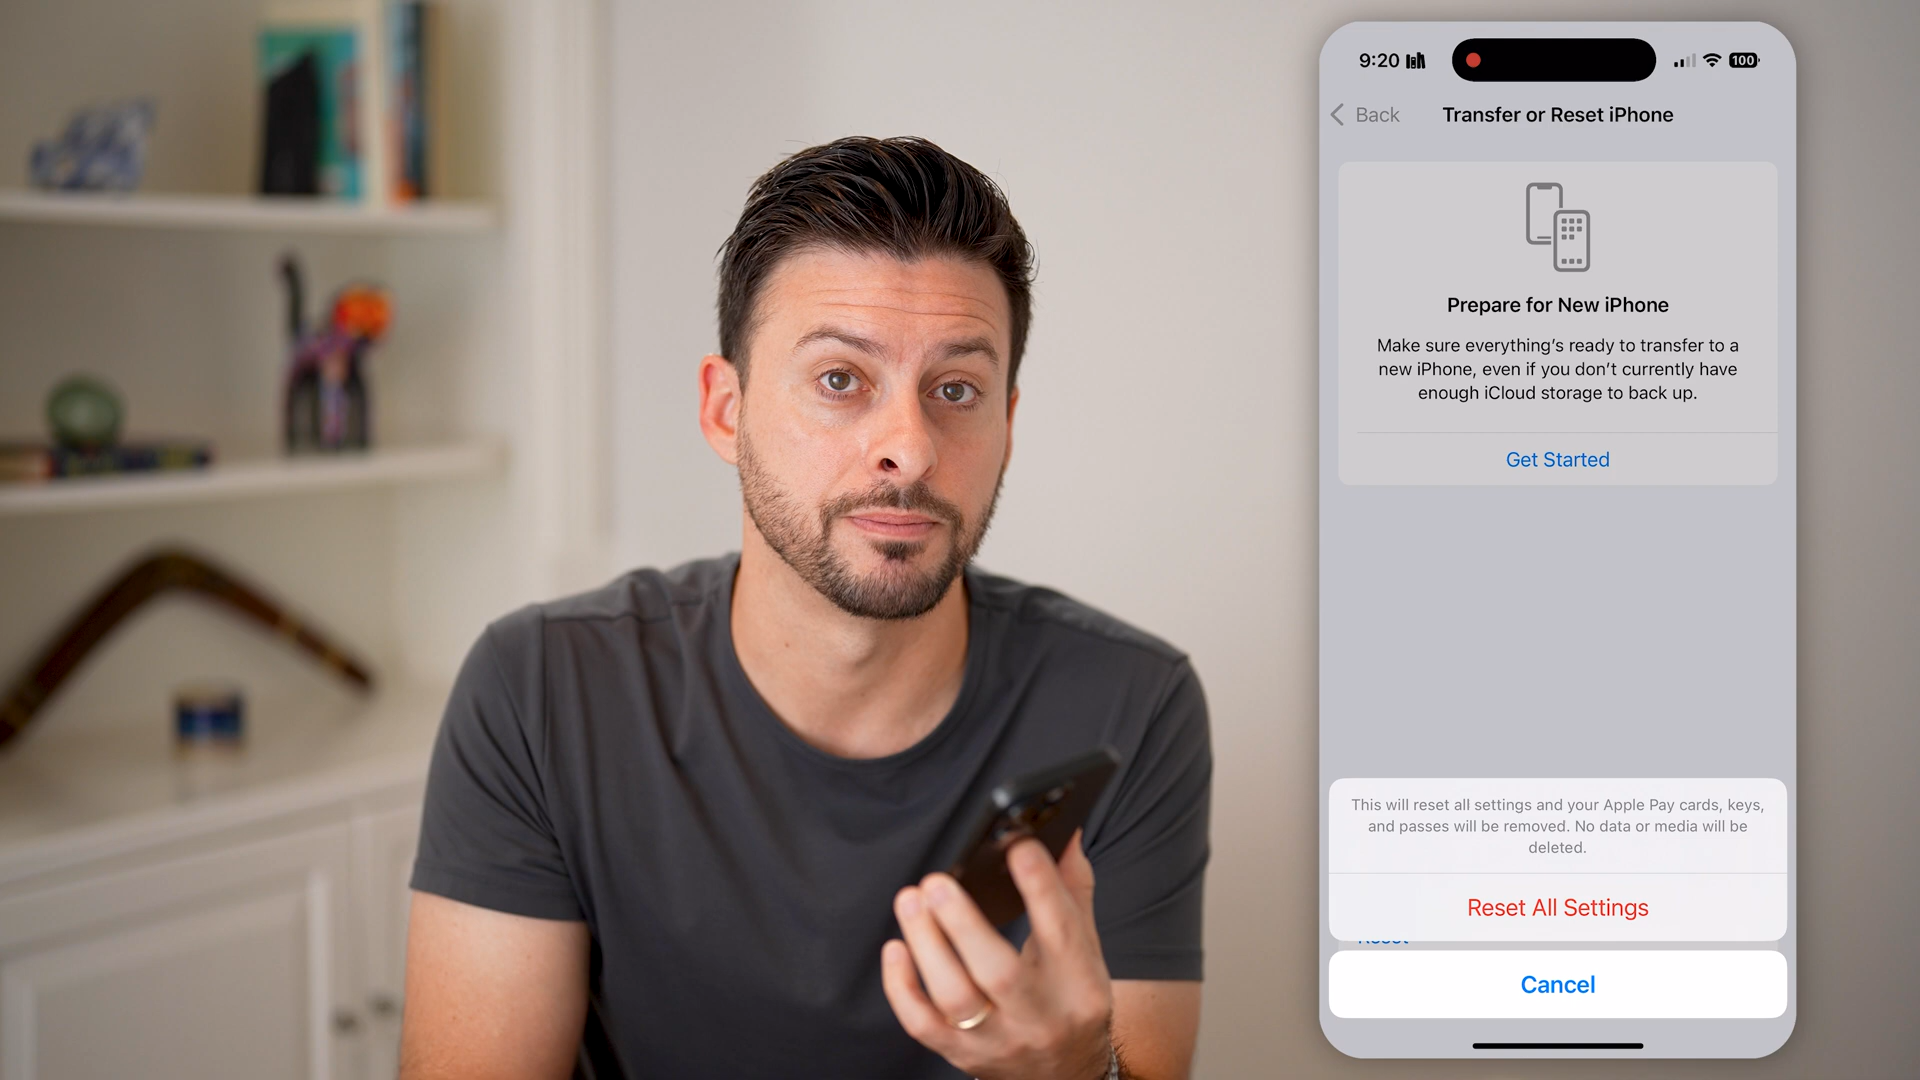 9:20
100
Back
Transfer or Reset iPhone
Prepare for New iPhone
Make sure everything's ready to transfer to a
new iPhone, even if you don't currently have
enough iCloud storage to back up.
Get Started
This will reset all settings and your Apple Pay cards, keys,
and passes will be removed. No data or media will be
deleted.
Reset All Settings
Reset
Cancel